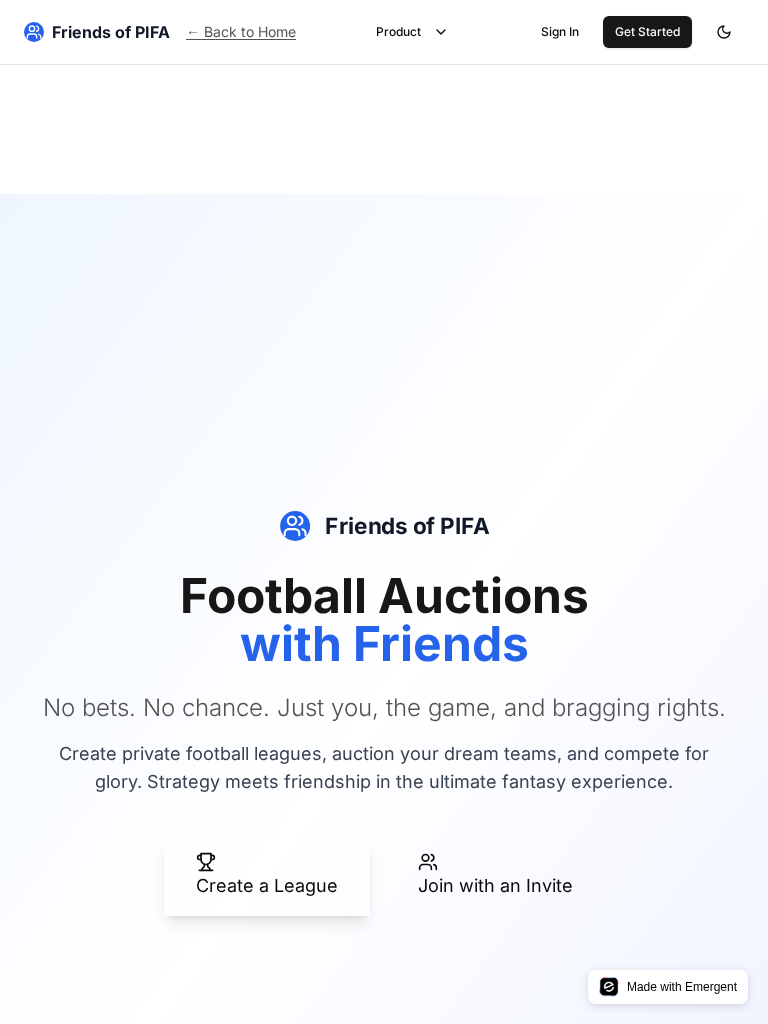 Friends of PIFA
← Back to Home
Product
Sign In
Get Started
Friends of PIFA
Football Auctions
with Friends
No bets. No chance. Just you, the game, and bragging rights.
Create private football leagues, auction your dream teams, and compete for
glory. Strategy meets friendship in the ultimate fantasy experience.
Create a League
Join with an Invite
Made with Emergent